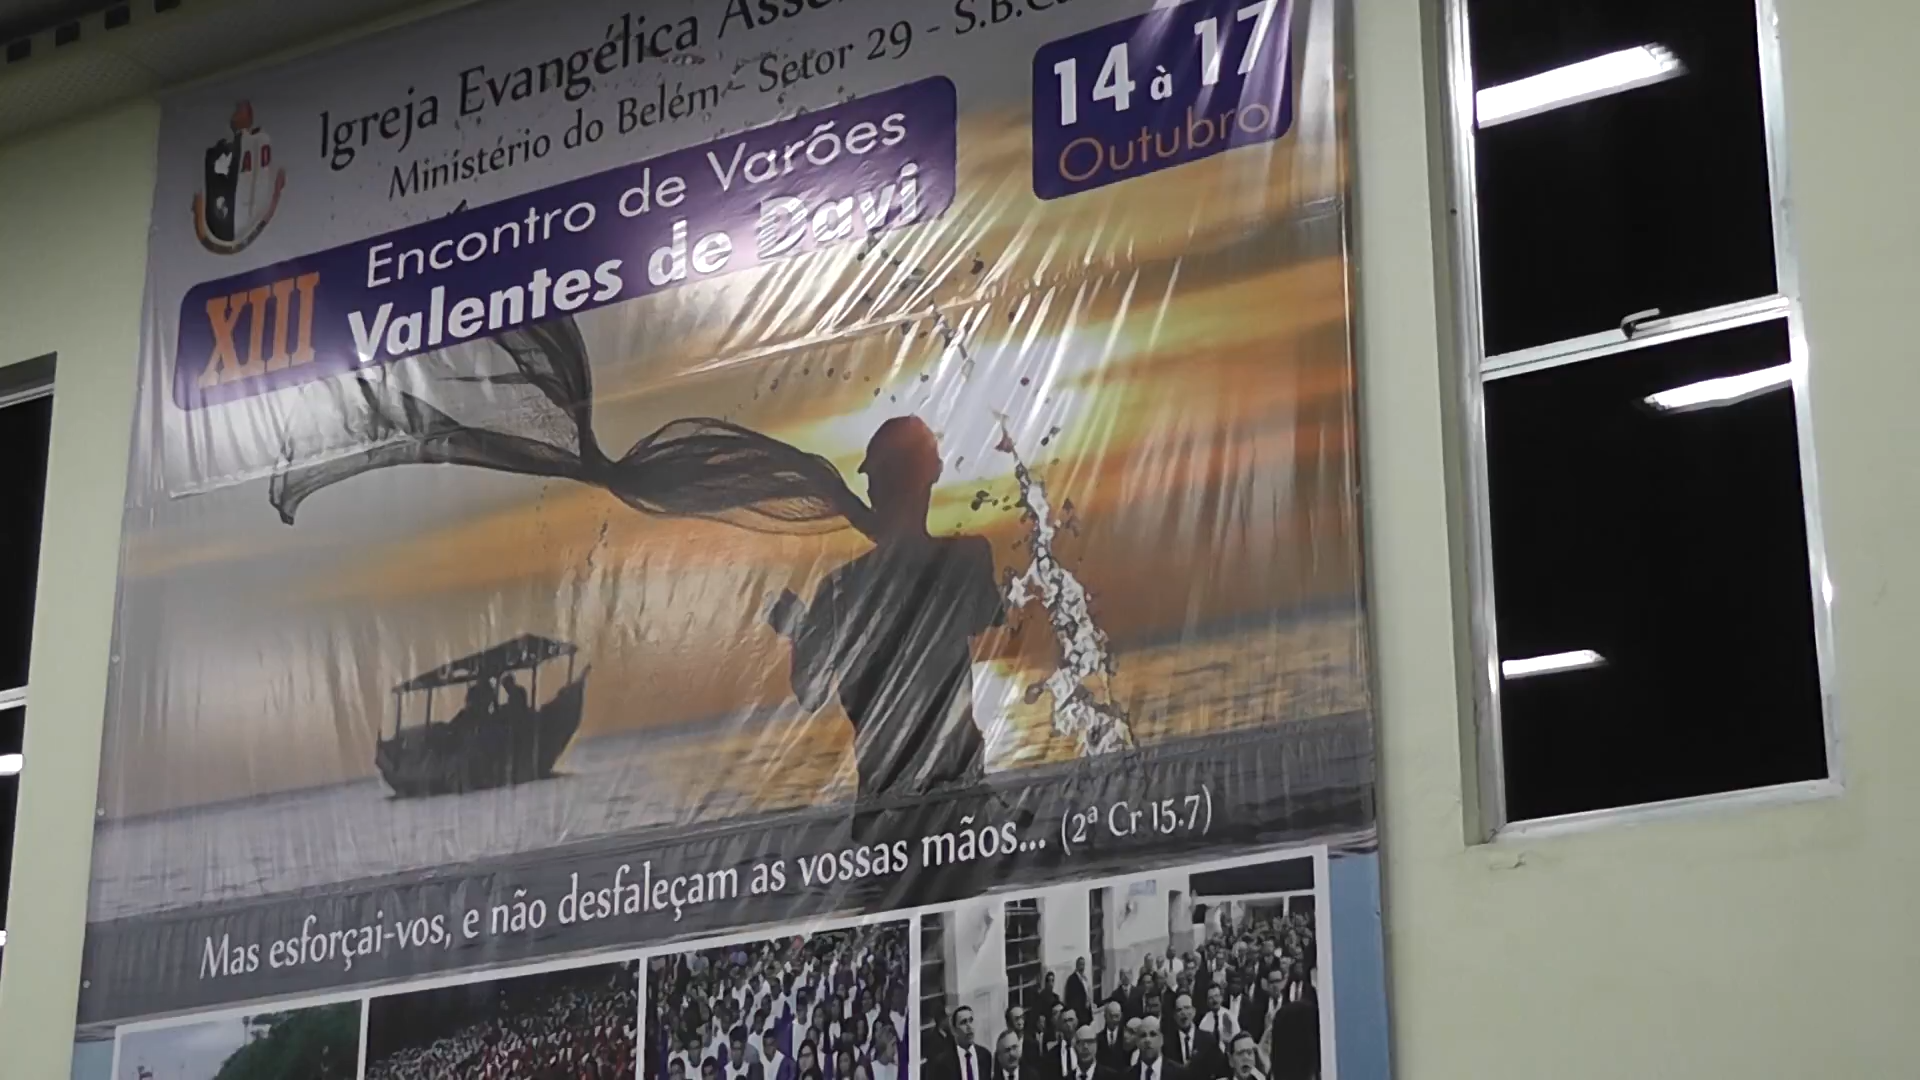 Igreja Evangélica
Ministério do Belém - Setor 29 - S.B.
XIII Encontro de Varões
Valentes de Davi
14 à 17
Outubro
AD
Mas esforçai-vos, e não desfaleçam as vossas mãos... (2ª Cr 15.7)